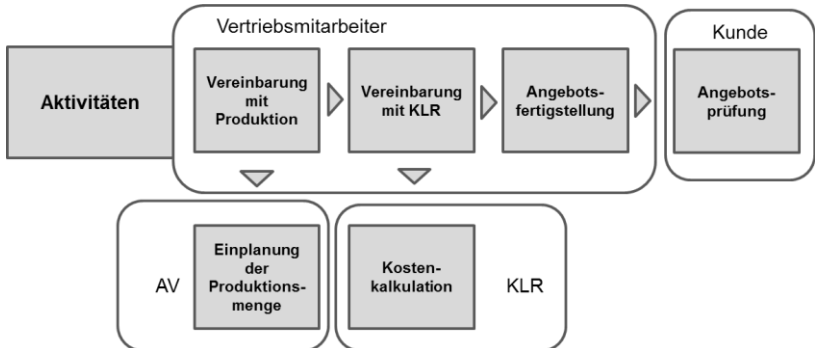 Vertriebsmitarbeiter
Kunde
Aktivitäten
Vereinbarung
mit
Produktion
Vereinbarung
mit KLR
Angebots-
fertigstellung
Angebots-
prüfung
AV
Einplanung
der
Produktions-
menge
Kosten-
kalkulation
KLR